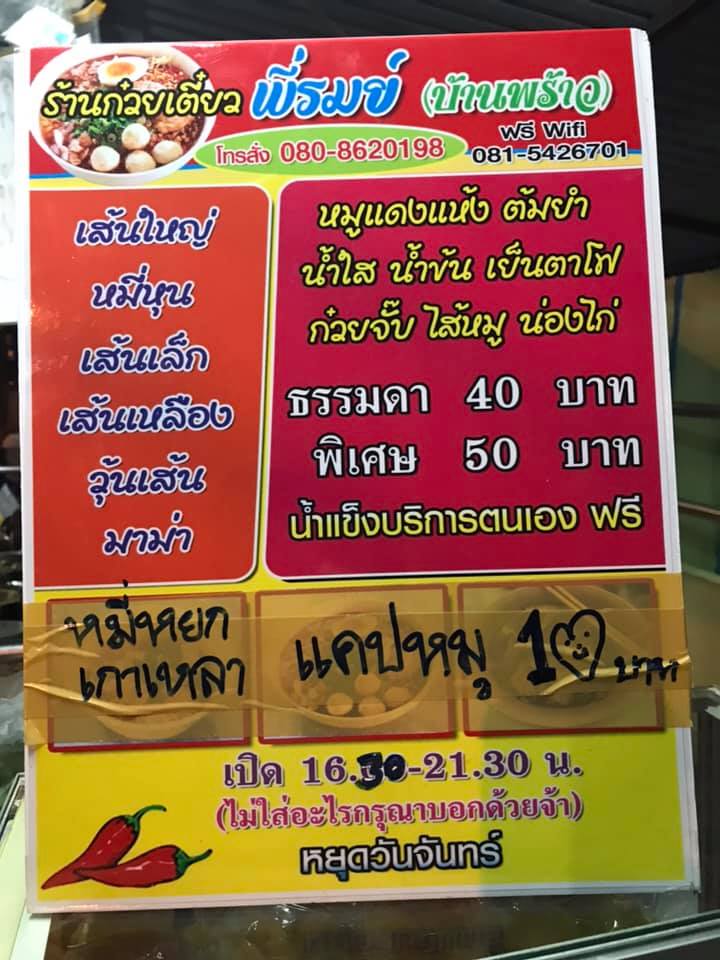 ร้านก๋วยเตี๋ยว พี่รมย์ (บ้านพร้าว)
โทรสั่ง 080-8620198
ฟรี Wifi
081-5426701
เส้นใหญ่
หมี่หุน
เส้นเล็ก
เส้นเหลือง
วุ้นเส้น
มาม่า
หมูแดงแห้ง ต้มยำ
น้ำใส น้ำข้น เย็นตาโฟ
ก๋วยจั๊บ ไส้หมู น่องไก่
ธรรมดา 40 บาท
พิเศษ 50 บาท
น้ำแข็งบริการตนเอง ฟรี
หมี่หยก
เกาเหลา
แคปหมู 10 บาท
เปิด 16.30-21.30 น.
(ไม่ใส่อะไรกรุณาบอกด้วยจ้า)
หยุดวันจันทร์